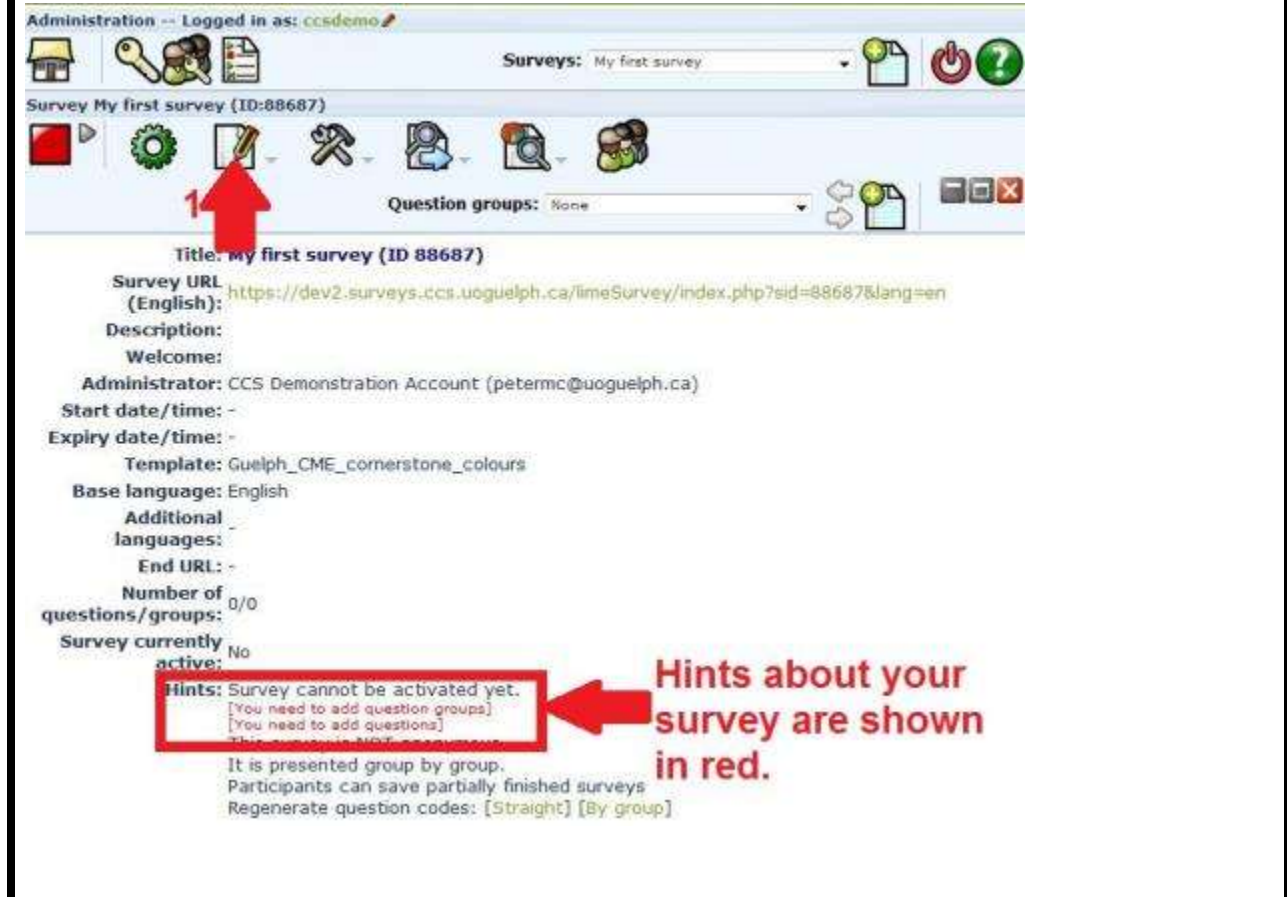 Administration -- Logged in as: ccsdemo
Surveys: My first survey
Survey My first survey (ID:88687)
1
Question groups: None
Title: My first survey (ID 88687)
Survey URL
(English): https://dev2.surveys.ccs.uoguelph.ca/limeSurvey/index.php?sid=88687&lang=en
Description:
Welcome:
Administrator: CCS Demonstration Account (petermc@uoguelph.ca)
Start date/time: -
Expiry date/time: -
Template: Guelph_CME_cornerstone_colours
Base language: English
Additional
languages: -
End URL: -
Number of
questions/groups: 0/0
Survey currently
active: No
Hints: Survey cannot be activated yet.
[You need to add question groups]
[You need to add questions]
This survey is NOT anonymous.
It is presented group by group.
Participants can save partially finished surveys
Regenerate question codes: [Straight] [By group]
Hints about your
survey are shown
in red.